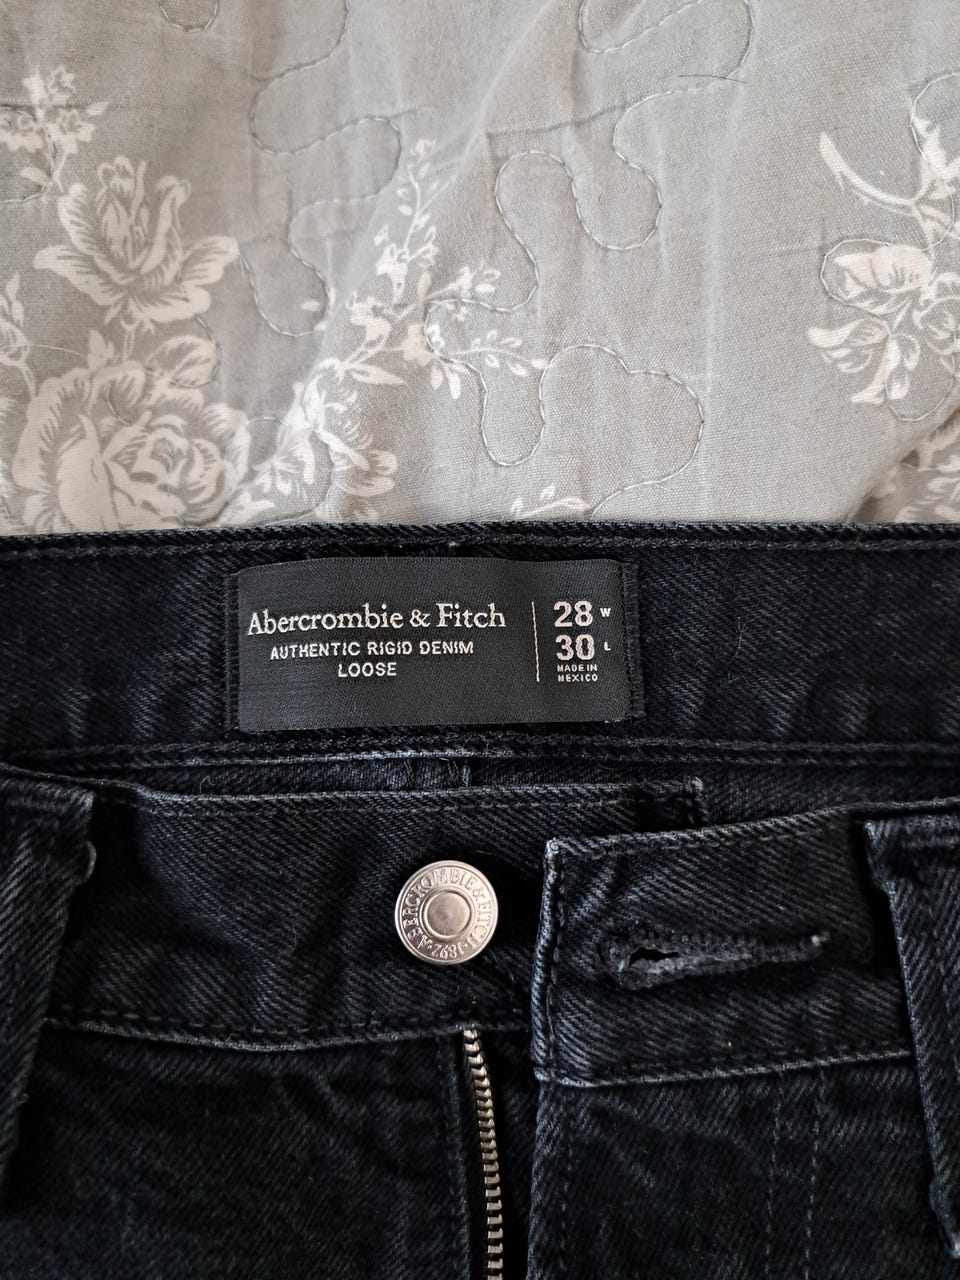 Abercrombie & Fitch
AUTHENTIC RIGID DENIM
LOOSE
28 W
30 L
MADE IN
MEXICO
ABERCROMBIE & FITCH · 1892 ·